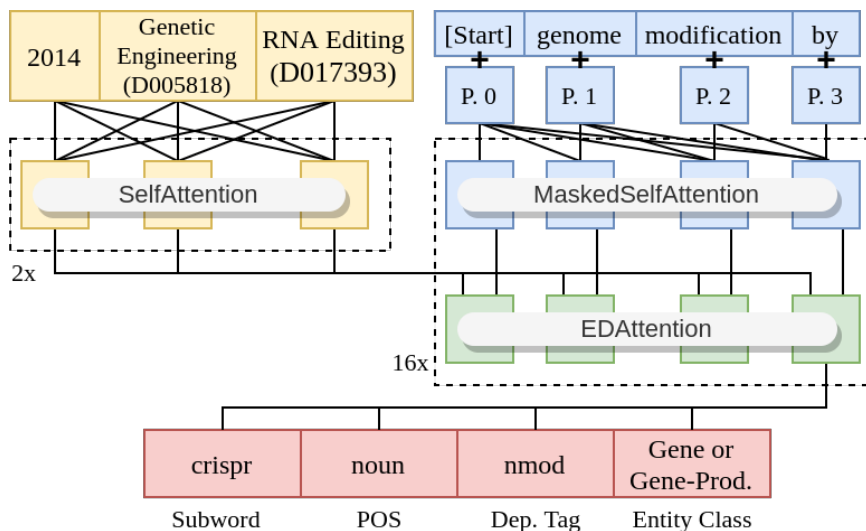 2014
Genetic
Engineering
(D005818)
RNA Editing
(D017393)
[Start] genome modification by
+ + + +
P. 0 P. 1 P. 2 P. 3
SelfAttention
MaskedSelfAttention
2x
EDAttention
16x
crispr noun nmod Gene or
Gene-Prod.
Subword POS Dep. Tag Entity Class